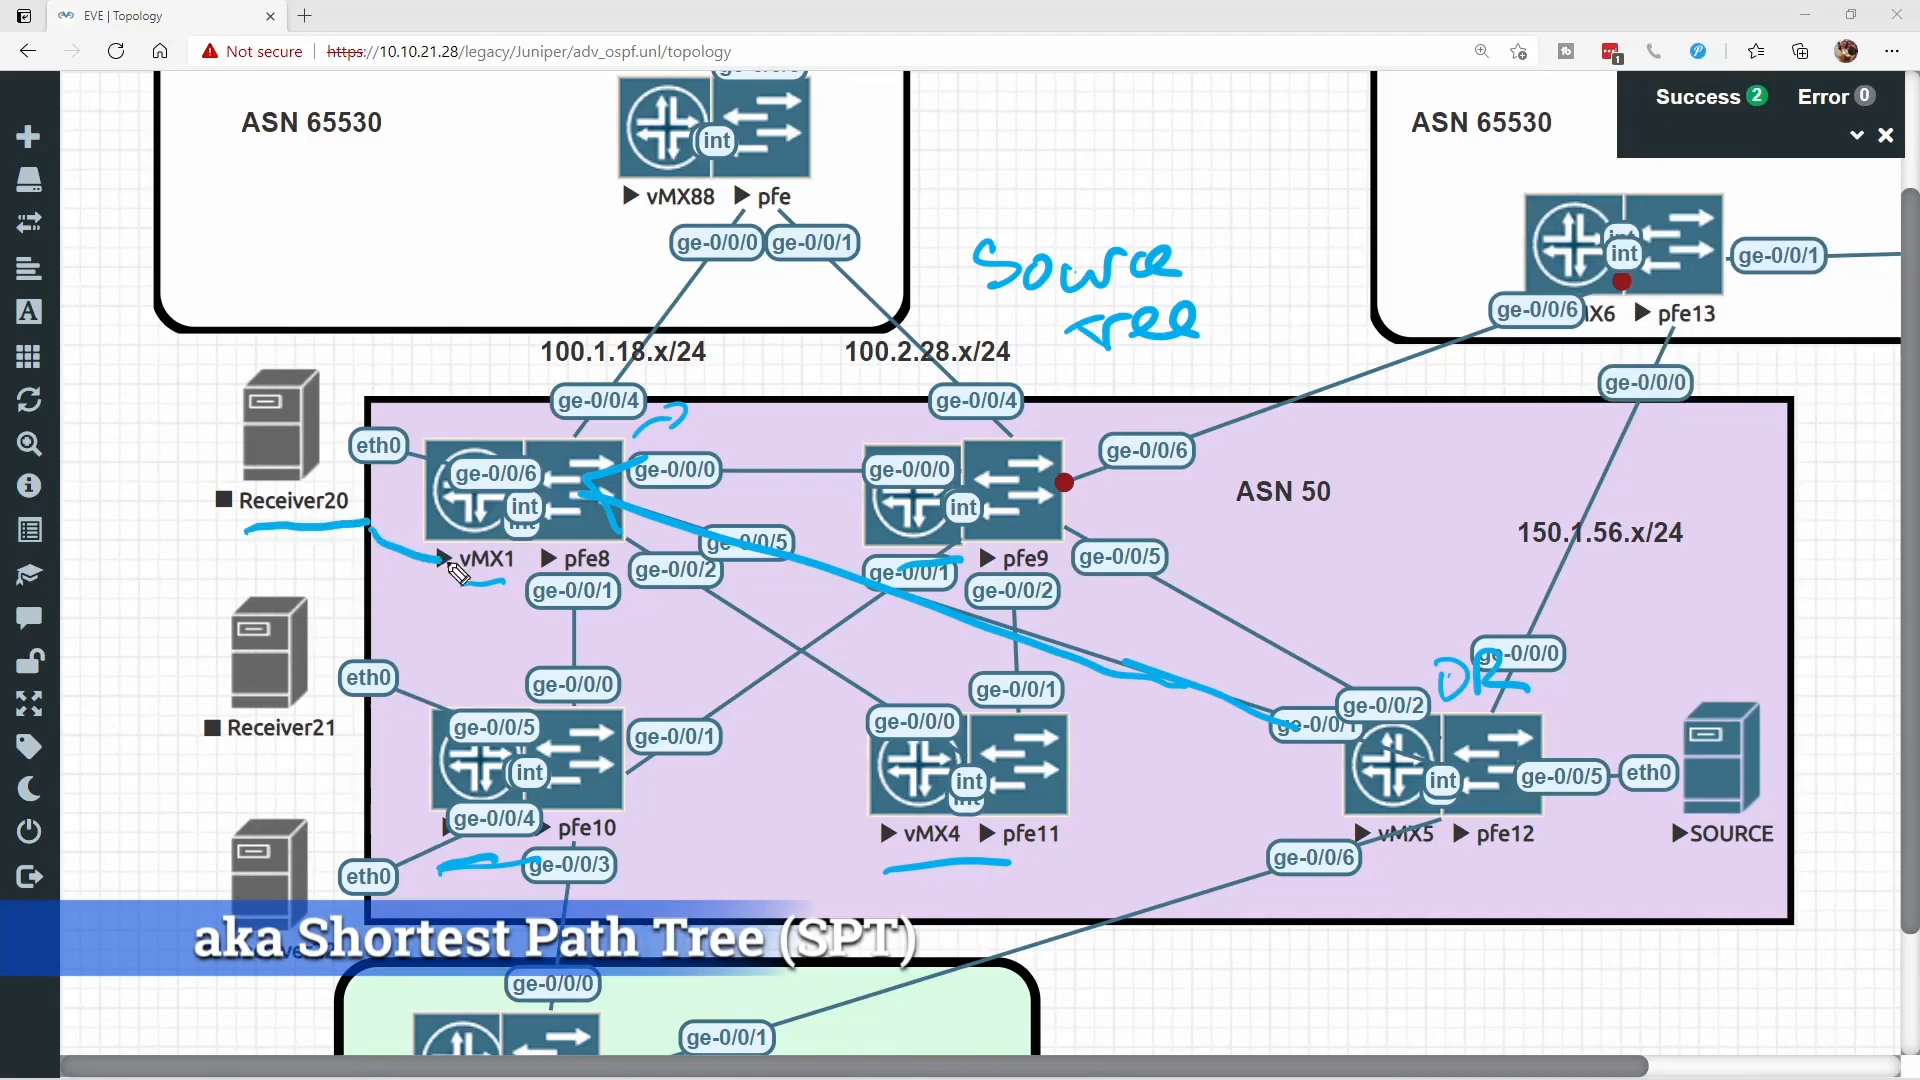 EVE | Topology
Not secure
https://10.10.21.28/legacy/Juniper/adv_ospf.unl/topology
1
Success 2
Error 0
ASN 65530
ASN 65530
int
vMX88
pfe
ge-0/0/0
ge-0/0/1
Source
Tree
int
ge-0/0/1
ge-0/0/6
pfe13
100.1.18.x/24
100.2.28.x/24
ge-0/0/0
ge-0/0/4
ge-0/0/4
eth0
ge-0/0/6
ge-0/0/0
ge-0/0/0
ge-0/0/6
int
int
ASN 50
Receiver20
150.1.56.x/24
ge-0/0/5
vMX1
pfe8
ge-0/0/2
ge-0/0/1
pfe9
ge-0/0/5
ge-0/0/1
ge-0/0/2
ge-0/0/0
DR
eth0
ge-0/0/0
ge-0/0/1
ge-0/0/2
Receiver21
ge-0/0/5
ge-0/0/1
ge-0/0/0
ge-0/0/1
int
int
int
ge-0/0/5
eth0
ge-0/0/4
pfe10
vMX4
pfe11
vMX5
pfe12
SOURCE
ge-0/0/3
ge-0/0/6
eth0
aka Shortest Path Tree (SPT)
ge-0/0/0
ge-0/0/1